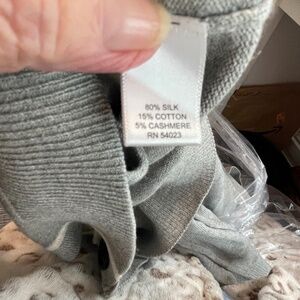 80% SILK
15% COTTON
5% CASHMERE
RN 54023